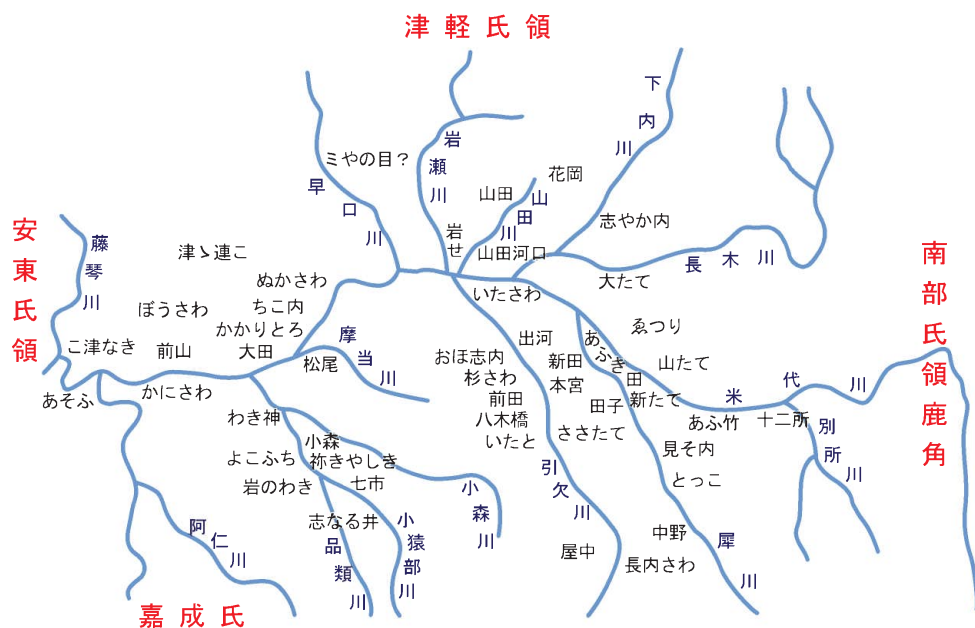 津軽氏領
安東氏領
南部氏領鹿角
嘉成氏
下内川
岩瀬川
早口川
山田川
長木川
藤琴川
摩当川
米代川
別所川
引欠川
犀川
小森川
小猿部川
品類川
阿仁川
ミやの目？
花岡
山田
岩せ
山田河口
志やか内
大たて
津ゝ連こ
ぬかさわ
ぼうさわ
ちこ内
かかりとろ
こ津なき
前山
大田
松尾
あそふ
かにさわ
いたさわ
出河
あふき田
ゑつり
おほ志内
新田
山たて
杉さわ
本宮
前田
田子
新たて
八木橋
あふ竹
十二所
いたと
ささたて
見そ内
とっこ
わき神
小森
よこふち
祢きやしき
岩のわき
七市
志なる井
屋中
中野
長内さわ